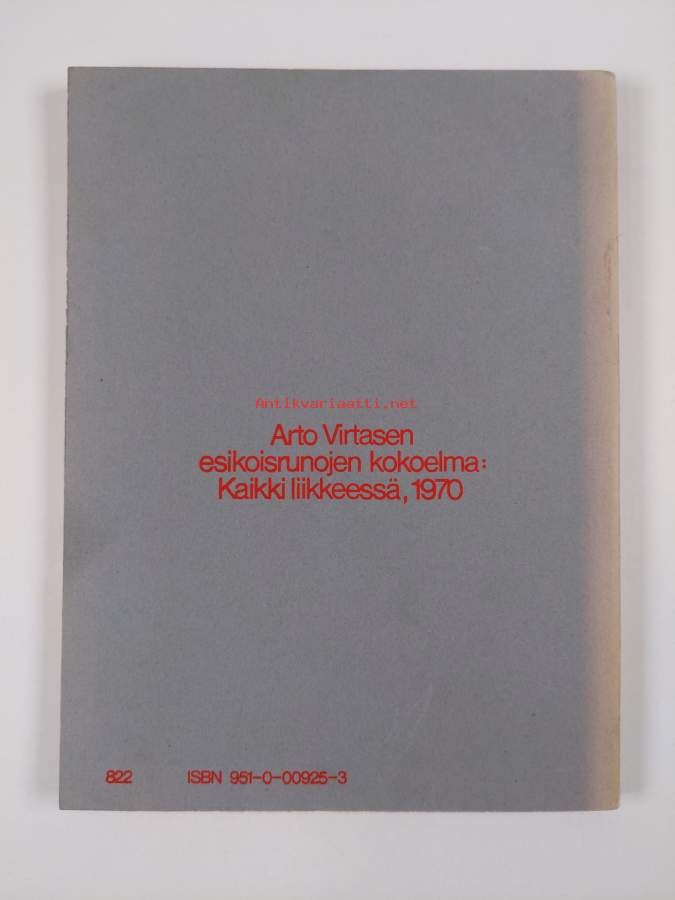 Antikvariaatti.net
Arto Virtasen
esikoisrunojen kokoelma:
Kaikki liikkeessä, 1970
822 ISBN 951-0-00925-3